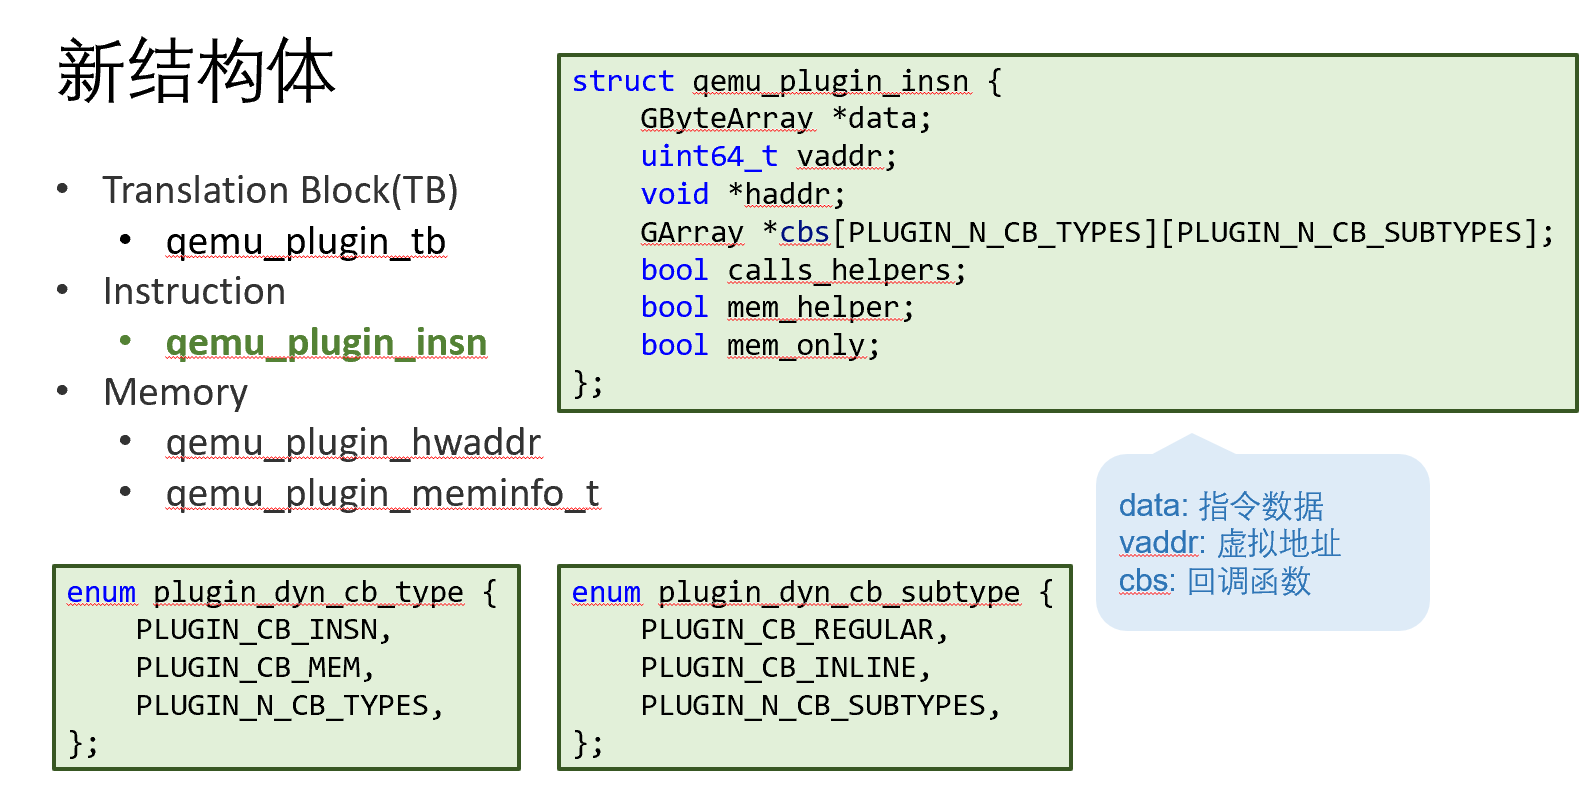 新结构体
• Translation Block(TB)
• qemu_plugin_tb
• Instruction
• qemu_plugin_insn
• Memory
• qemu_plugin_hwaddr
• qemu_plugin_meminfo_t
struct qemu_plugin_insn {
    GByteArray *data;
    uint64_t vaddr;
    void *haddr;
    GArray *cbs[PLUGIN_N_CB_TYPES][PLUGIN_N_CB_SUBTYPES];
    bool calls_helpers;
    bool mem_helper;
    bool mem_only;
};
data: 指令数据
vaddr: 虚拟地址
cbs: 回调函数
enum plugin_dyn_cb_type {
    PLUGIN_CB_INSN,
    PLUGIN_CB_MEM,
    PLUGIN_N_CB_TYPES,
};
enum plugin_dyn_cb_subtype {
    PLUGIN_CB_REGULAR,
    PLUGIN_CB_INLINE,
    PLUGIN_N_CB_SUBTYPES,
};